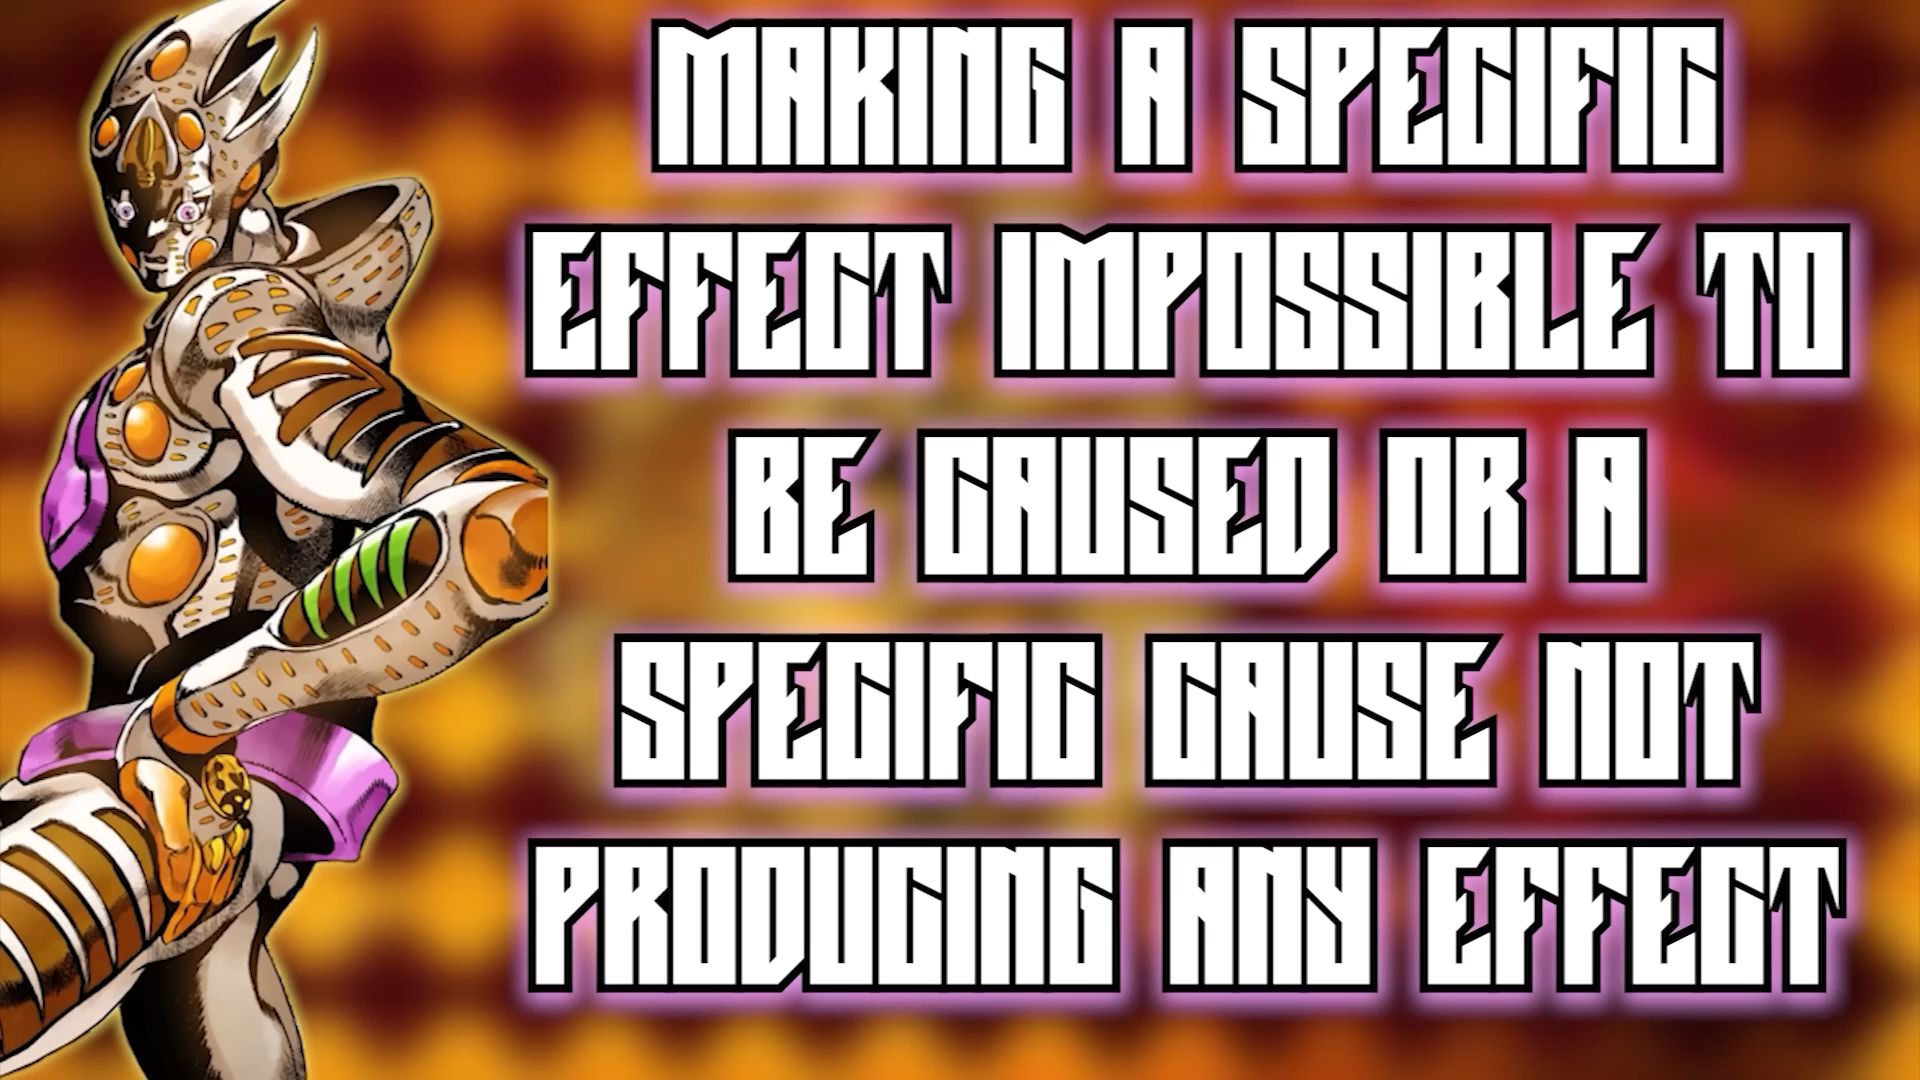 MAKING A SPECIFIC
EFFECT IMPOSSIBLE TO
BE CAUSED OR A
SPECIFIC CAUSE NOT
PRODUCING ANY EFFECT